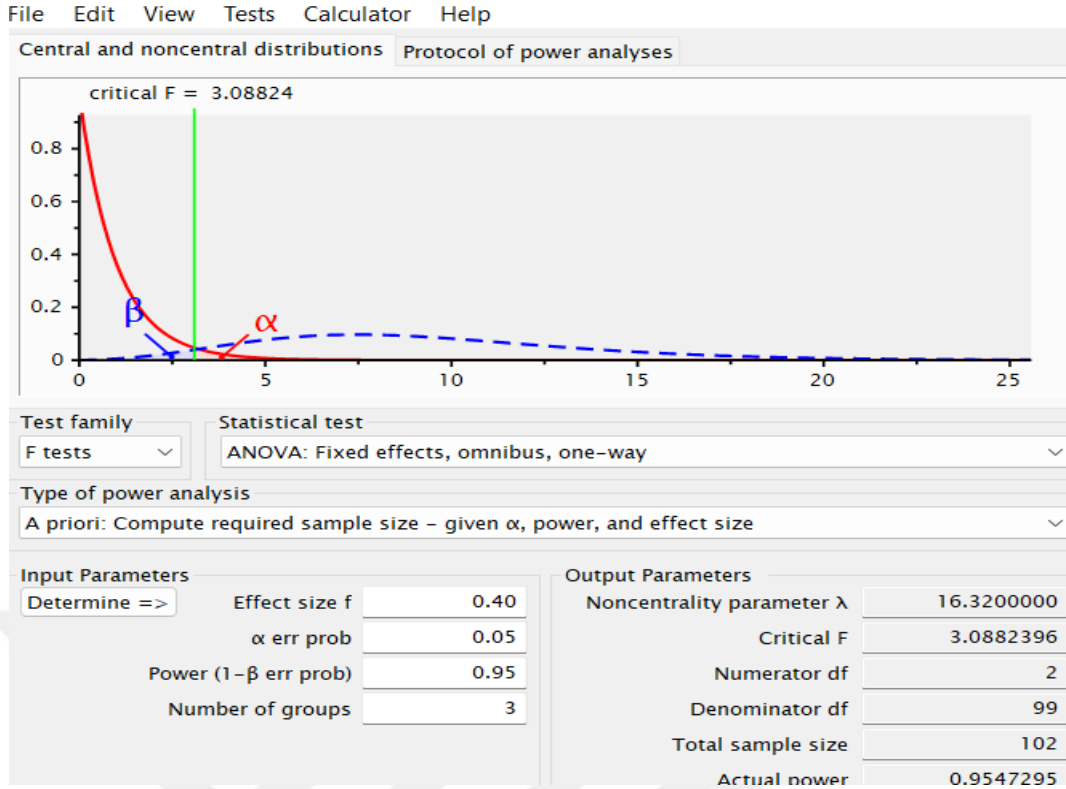 File Edit View Tests Calculator Help
Central and noncentral distributions Protocol of power analyses
critical F = 3.08824
0.8
0.6
0.4
0.2
β
α
0
0 5 10 15 20 25
Test family Statistical test
F tests ANOVA: Fixed effects, omnibus, one-way
Type of power analysis
A priori: Compute required sample size – given α, power, and effect size
Input Parameters Output Parameters
Determine => Effect size f 0.40 Noncentrality parameter λ 16.3200000
α err prob 0.05 Critical F 3.0882396
Power (1-β err prob) 0.95 Numerator df 2
Number of groups 3 Denominator df 99
Total sample size 102
Actual power 0.9547295